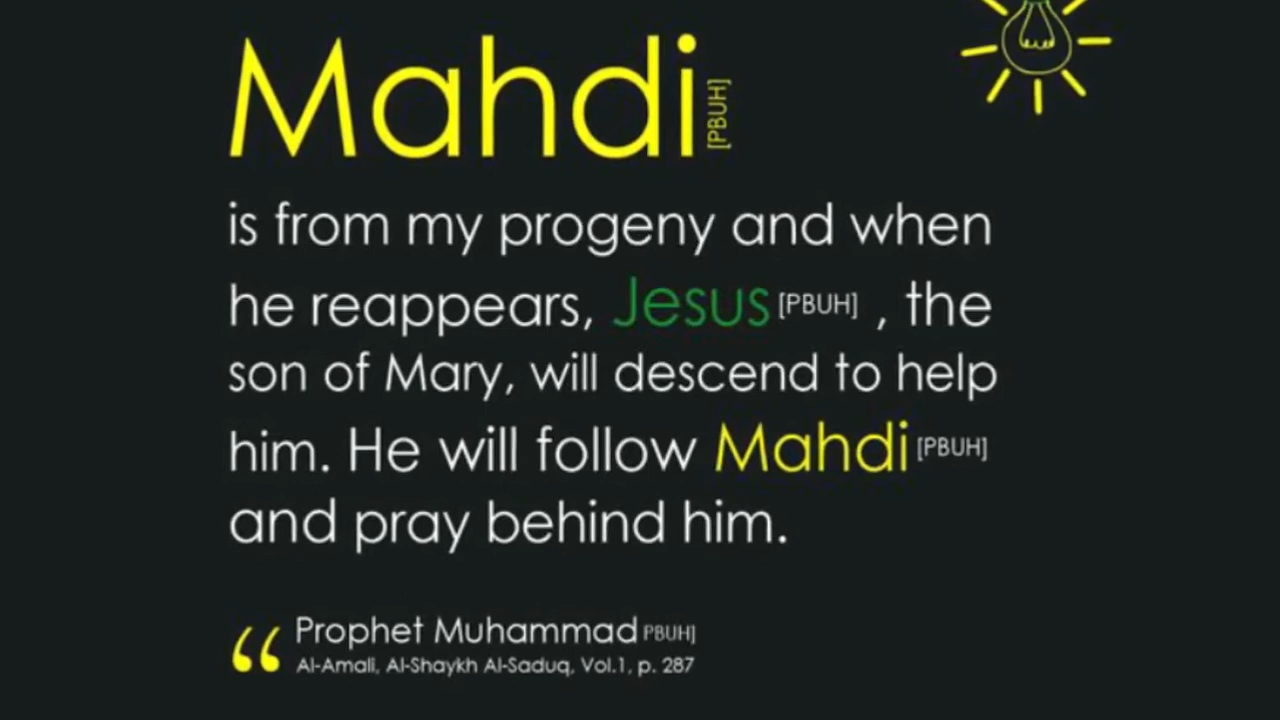 Mahdi [PBUH]
is from my progeny and when
he reappears, Jesus [PBUH] , the
son of Mary, will descend to help
him. He will follow Mahdi [PBUH]
and pray behind him.
“ Prophet Muhammad PBUH]
Al-Amali, Al-Shaykh Al-Saduq, Vol.1, p. 287